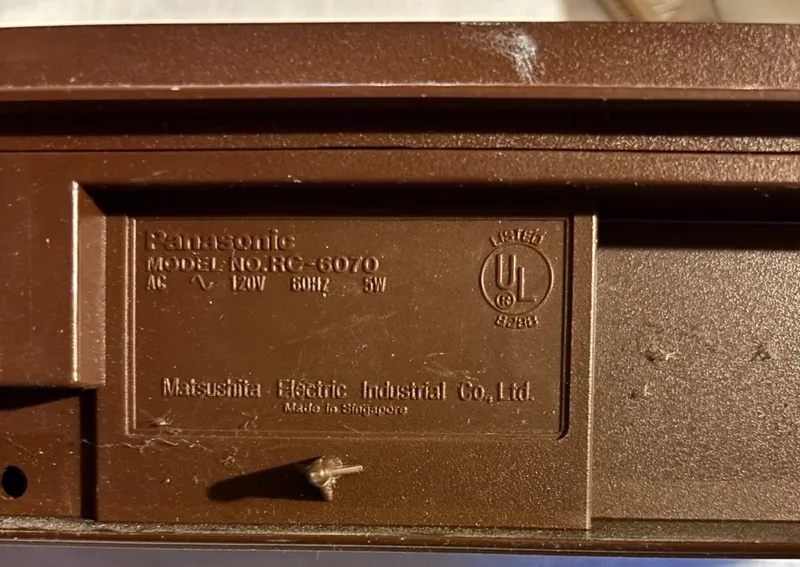 Panasonic
MODEL NO.RC-6070
AC ∿ 120V 60HZ 5W
LISTED
UL
®
Matsushita Electric Industrial Co., Ltd.
Made in Singapore